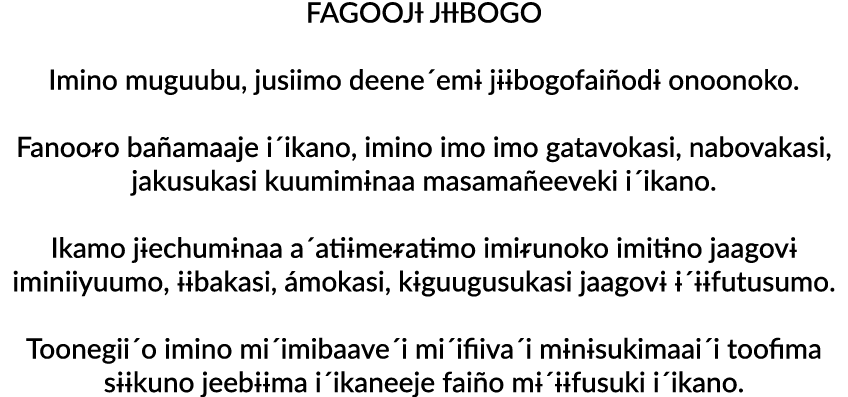 FAGOOJƗ JƗƗBOGO
Imino muguubu, jusiimo deene´emɨ jɨɨbogofaiñodɨ onoonoko.
Fanooɍo bañamaaje i´ikano, imino imo imo gatavokasi, nabovakasi,
jakusukasi kuumimɨnaa masamañeeveki i´ikano.
Ikamo jɨechumɨnaa a´atiɨmeɍatɨmo imiɍunoko imitɨno jaagovɨ
iminiiyuumo, ɨɨbakasi, ámokasi, kɨguugusukasi jaagovɨ ɨ´ɨɨfutusumo.
Toonegii´o imino mi´imibaave´i mi´ifiiva´i mɨnɨsukimaai´i toofima
sɨɨkuno jeebɨɨma i´ikaneeje faiño mɨ´ɨɨfusuki i´ikano.